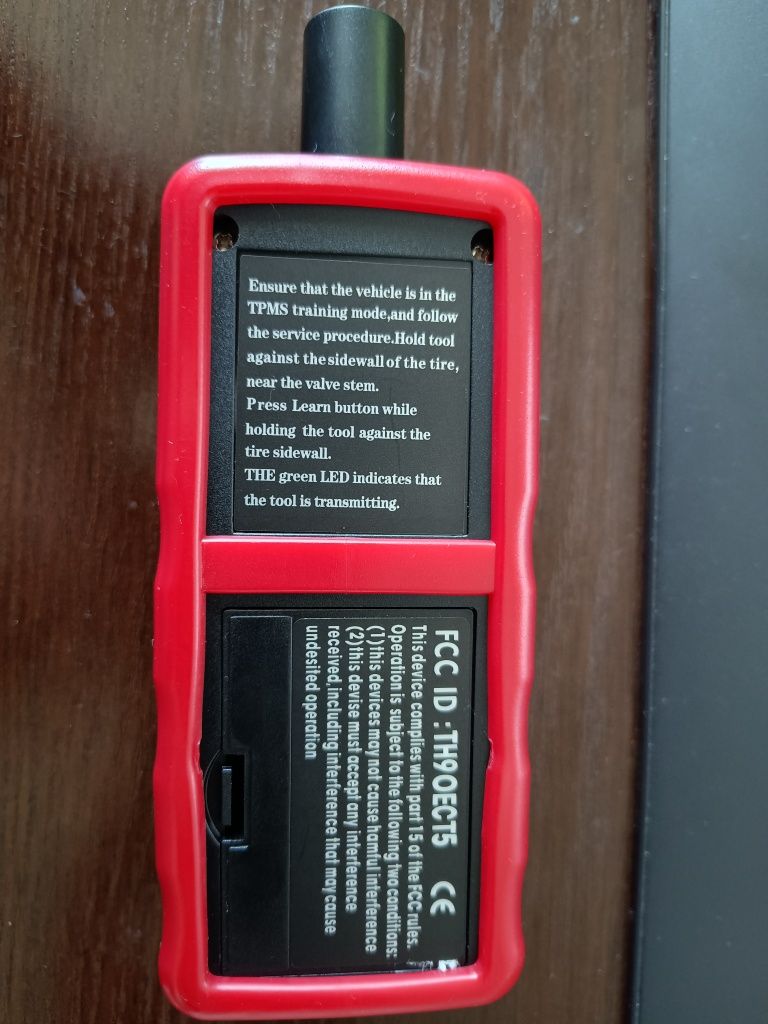 Ensure that the vehicle is in the
TPMS training mode,and follow
the service procedure.Hold tool
against the sidewall of the tire,
near the valve stem.
Press Learn button while
holding the tool against the
tire sidewall.
THE green LED indicates that
the tool is transmitting.
FCC ID :TH9OECT5 CE
This device complies with part 15 of the FCC rules.
Operation is subject to the following two conditions:
(1)this devices may not cause hamful interference
(2)this devise must accept any interference
received,including interference that may cause
undesited operation